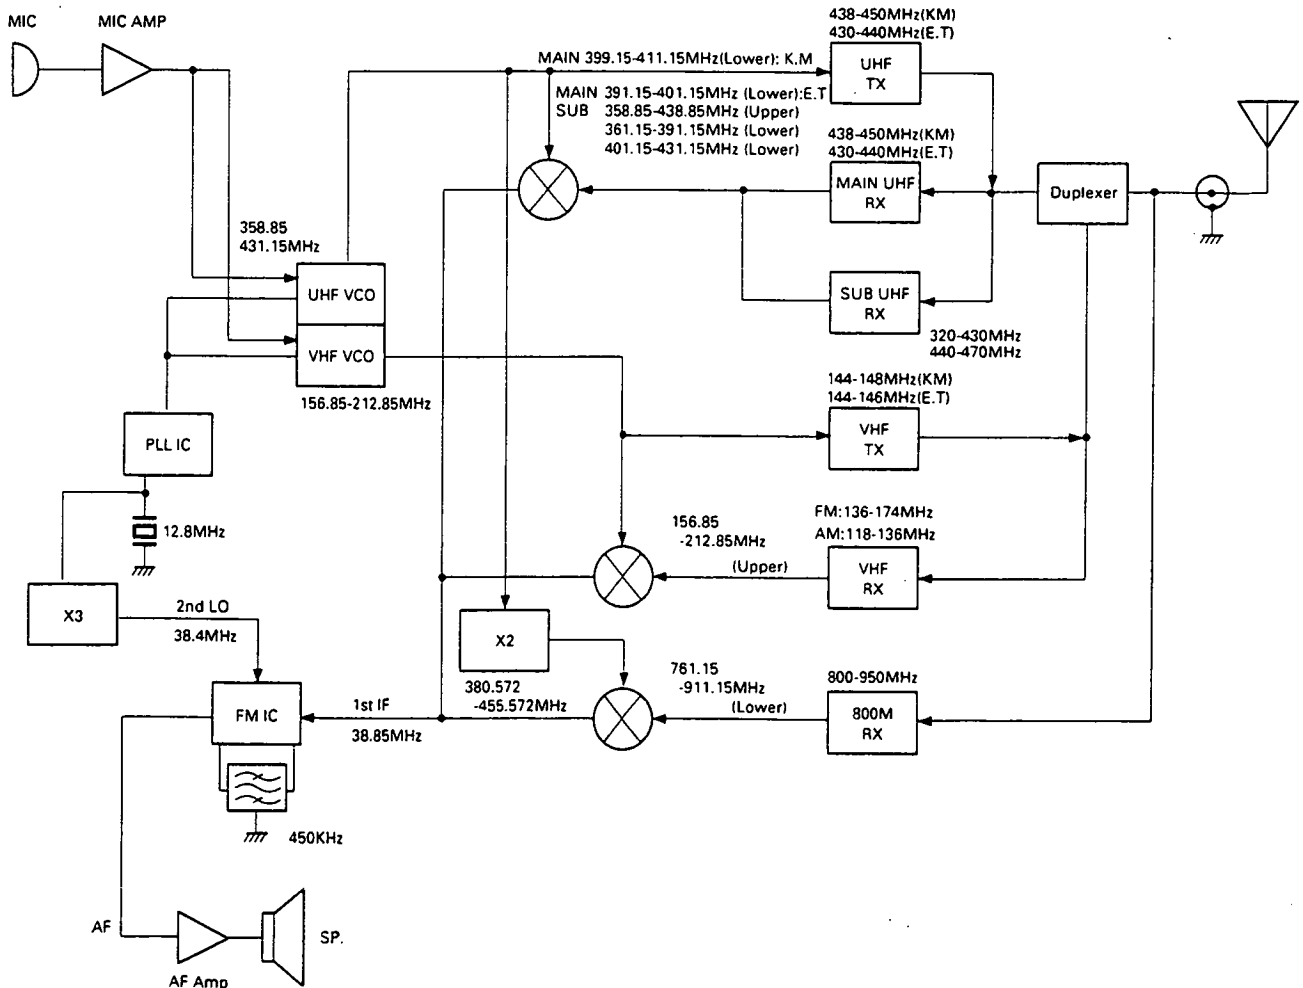 MIC
MIC AMP
438-450MHz(KM)
430-440MHz(E.T)
MAIN 399.15-411.15MHz(Lower): K,M
UHF
TX
MAIN 391.15-401.15MHz (Lower):E.T
SUB 358.85-438.85MHz (Upper)
361.15-391.15MHz (Lower)
401.15-431.15MHz (Lower)
438-450MHz(KM)
430-440MHz(E.T)
MAIN UHF
RX
Duplexer
358.85
431.15MHz
UHF VCO
SUB UHF
RX
320-430MHz
440-470MHz
VHF VCO
156.85-212.85MHz
144-148MHz(KM)
144-146MHz(E.T)
VHF
TX
PLL IC
12.8MHz
156.85
-212.85MHz
(Upper)
FM:136-174MHz
AM:118-136MHz
VHF
RX
X3
2nd LO
38.4MHz
X2
380.572
-455.572MHz
761.15
-911.15MHz
(Lower)
800-950MHz
800M
RX
FM IC
1st IF
38.85MHz
450KHz
AF
AF Amp
SP.